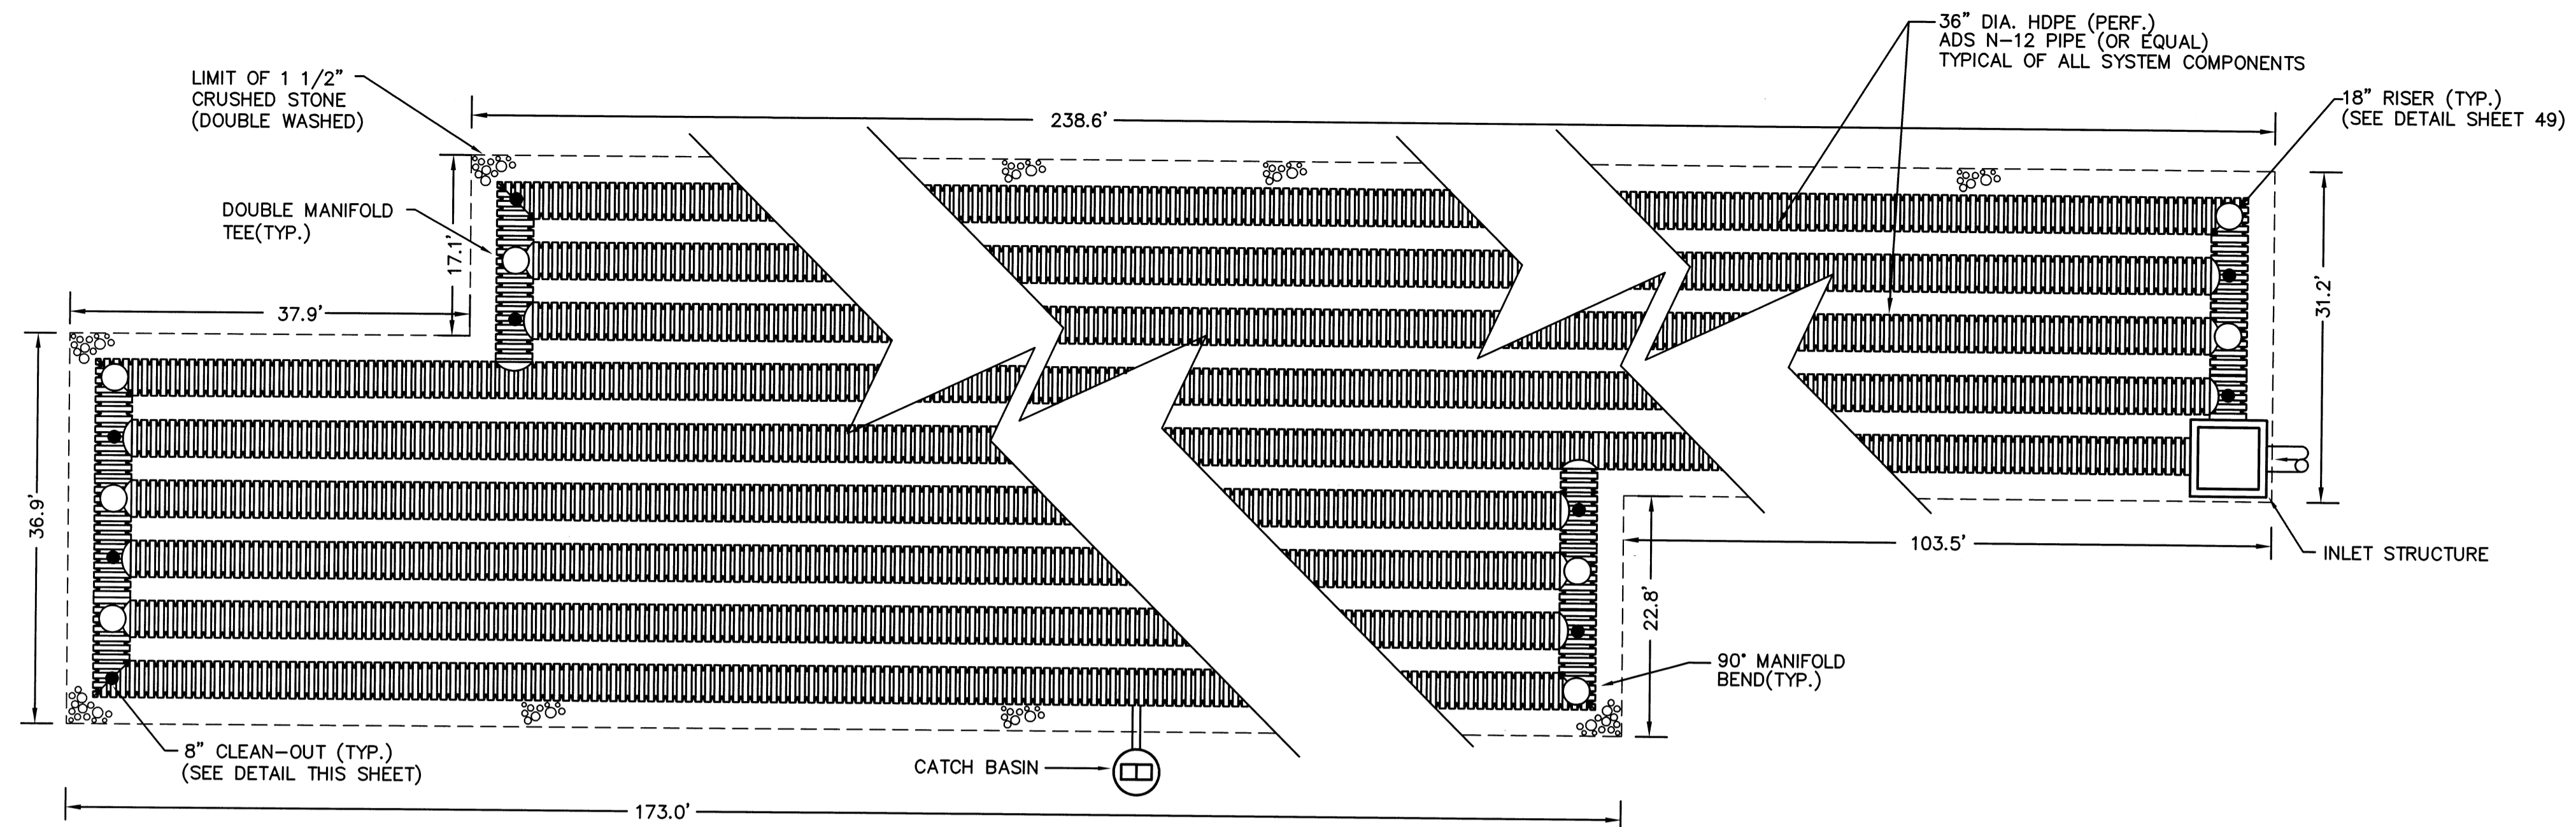 36" DIA. HDPE (PERF.)
ADS N-12 PIPE (OR EQUAL)
TYPICAL OF ALL SYSTEM COMPONENTS
LIMIT OF 1 1/2"
CRUSHED STONE
(DOUBLE WASHED)
18" RISER (TYP.)
(SEE DETAIL SHEET 49)
238.6'
DOUBLE MANIFOLD
TEE(TYP.)
17.1'
37.9'
31.2'
36.9'
103.5'
INLET STRUCTURE
22.8'
90° MANIFOLD
BEND(TYP.)
8" CLEAN-OUT (TYP.)
(SEE DETAIL THIS SHEET)
CATCH BASIN
173.0'